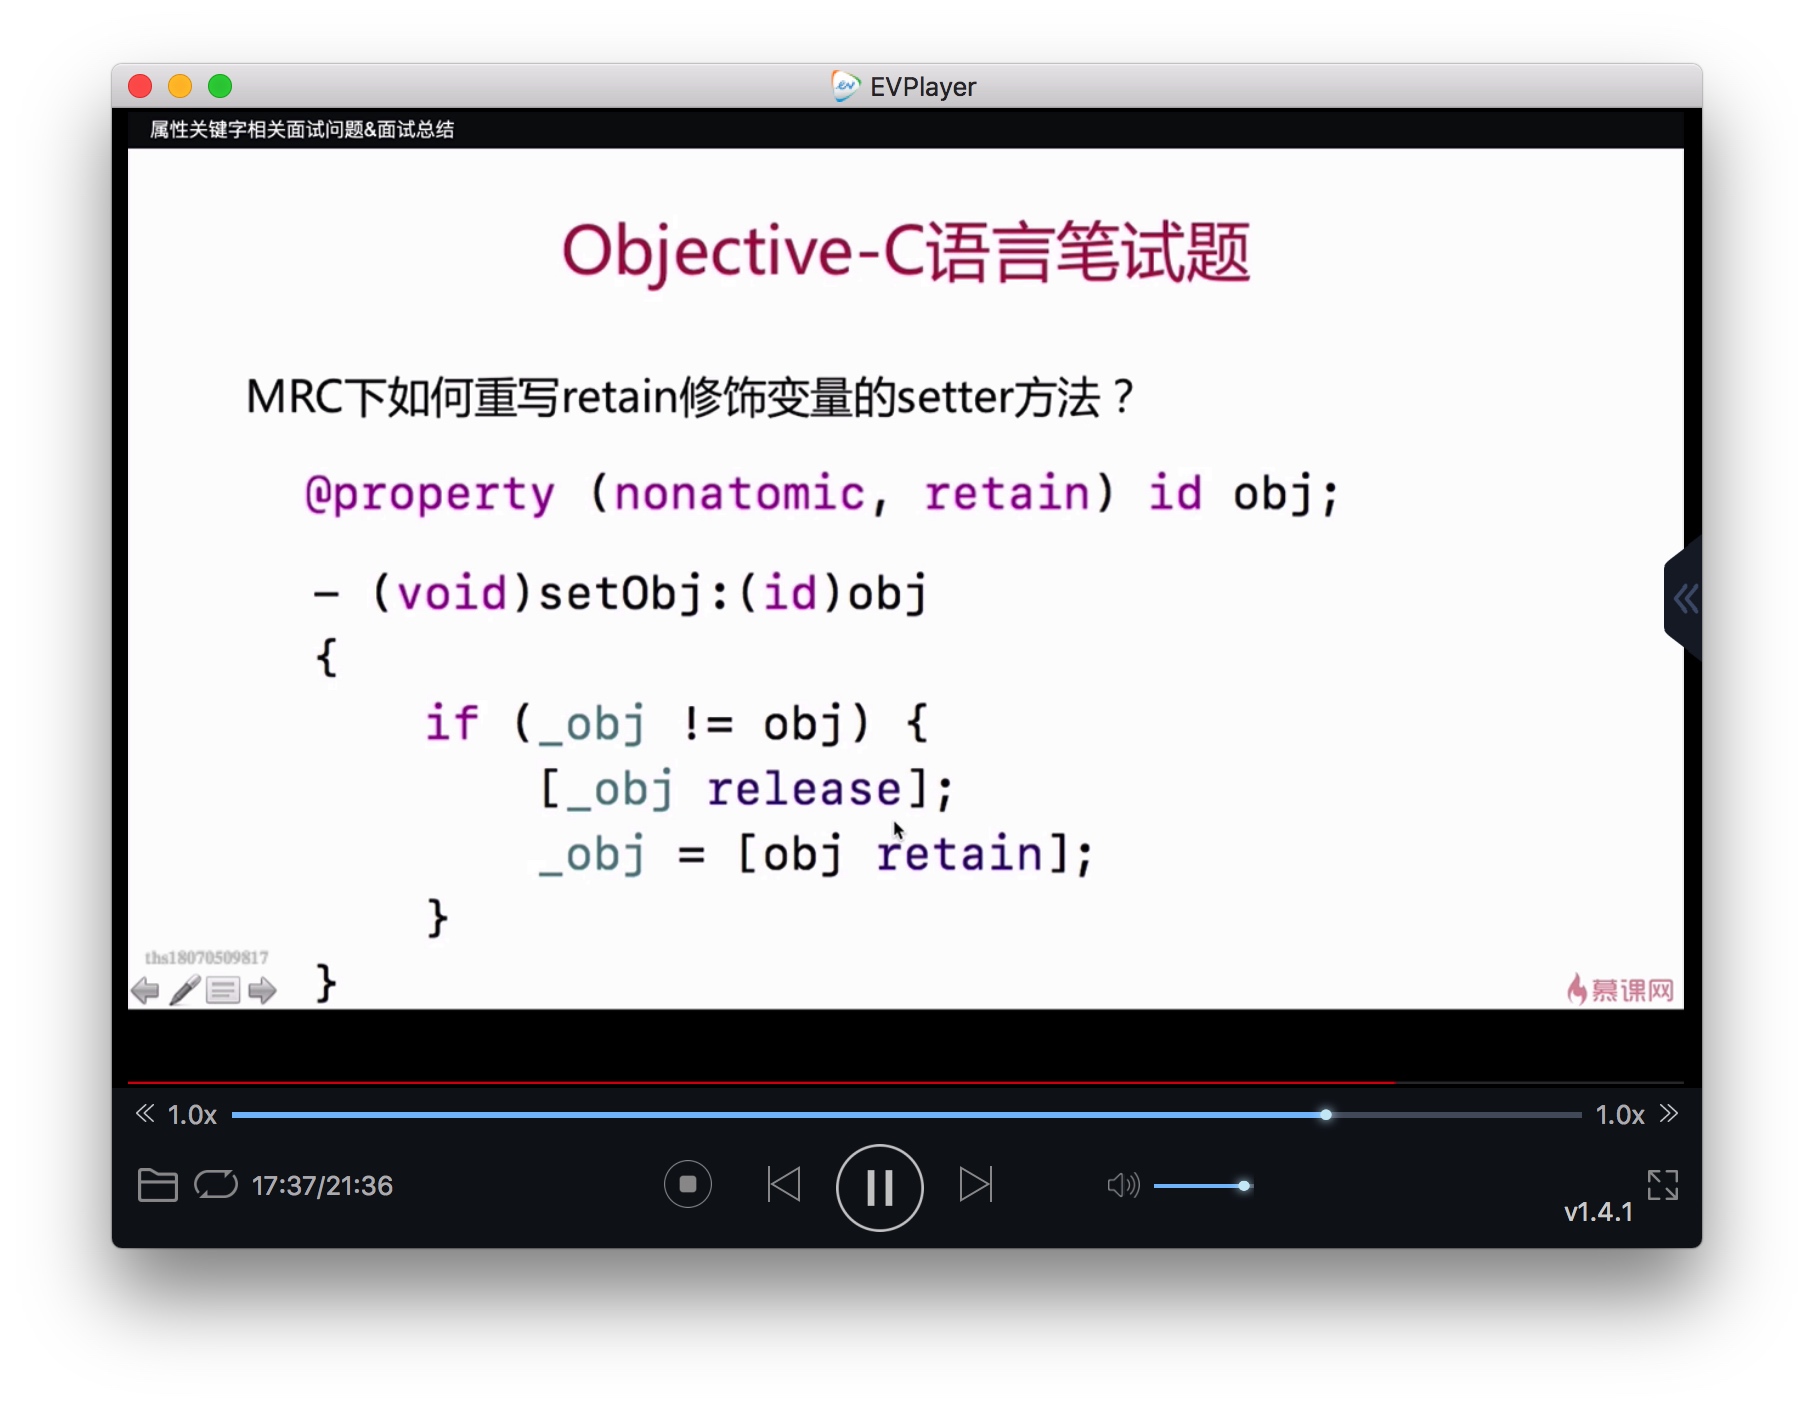 EVPlayer
属性关键字相关面试问题&面试总结
Objective-C语言笔试题
MRC下如何重写retain修饰变量的setter方法？
@property (nonatomic, retain) id obj;
- (void)setObj:(id)obj
{
if (_obj != obj) {
[_obj release];
_obj = [obj retain];
}
}
ths18070509817
慕课网
1.0x
1.0x
17:37/21:36
v1.4.1